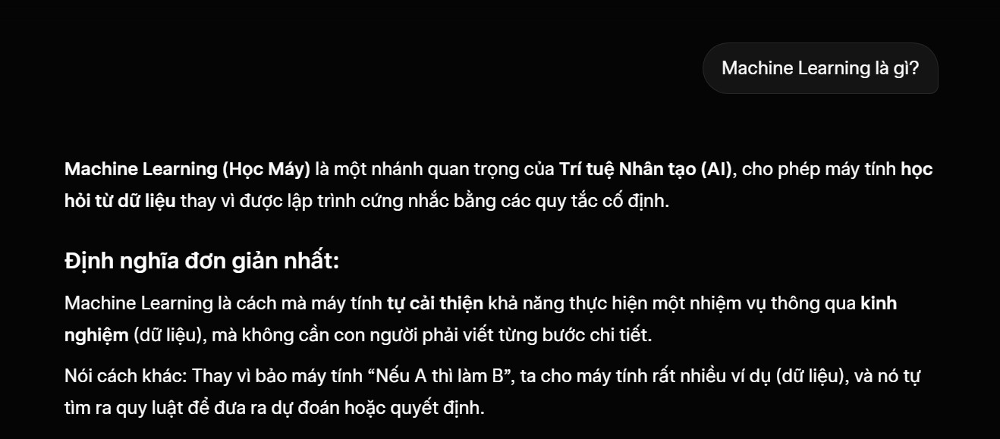 Machine Learning là gì?
Machine Learning (Học Máy) là một nhánh quan trọng của Trí tuệ Nhân tạo (AI), cho phép máy tính học
hỏi từ dữ liệu thay vì được lập trình cứng nhắc bằng các quy tắc cố định.
Định nghĩa đơn giản nhất:
Machine Learning là cách mà máy tính tự cải thiện khả năng thực hiện một nhiệm vụ thông qua kinh
nghiệm (dữ liệu), mà không cần con người phải viết từng bước chi tiết.
Nói cách khác: Thay vì bảo máy tính “Nếu A thì làm B”, ta cho máy tính rất nhiều ví dụ (dữ liệu), và nó tự
tìm ra quy luật để đưa ra dự đoán hoặc quyết định.